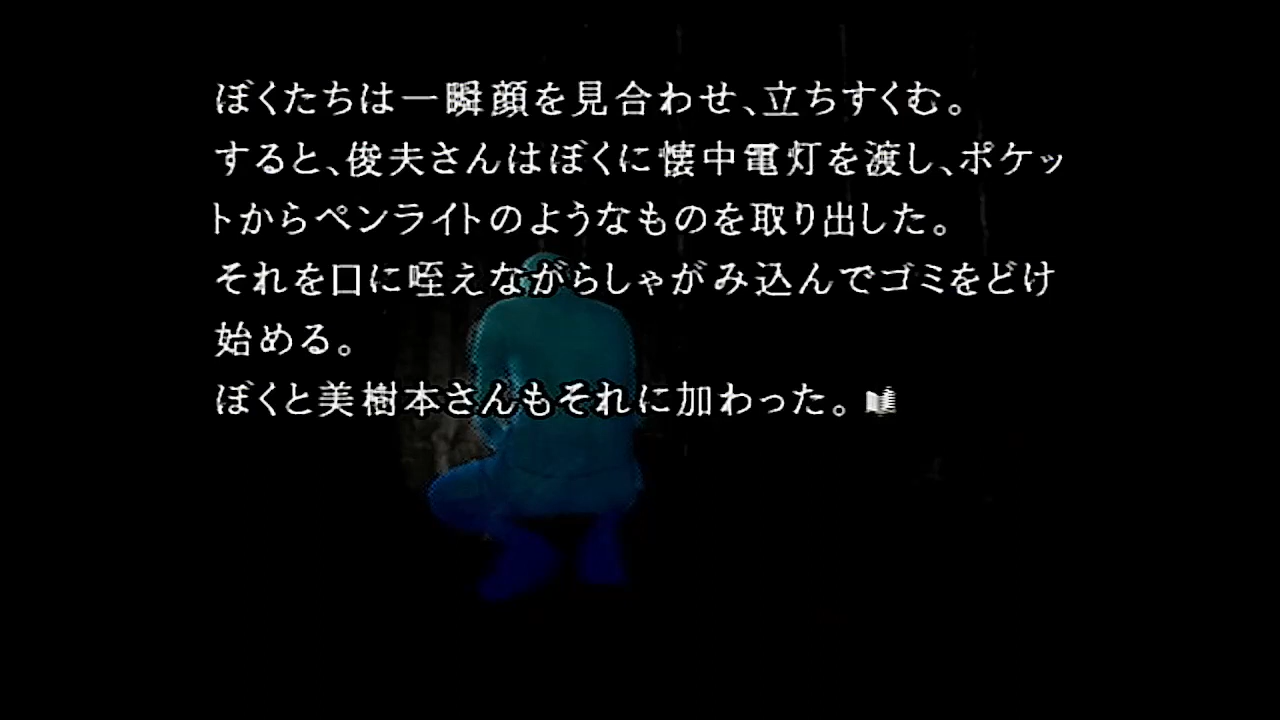 ぼくたちは一瞬顔を見合わせ、立ちすくむ。
すると、俊夫さんはぼくに懐中電灯を渡し、ポケッ
トからペンライトのようなものを取り出した。
それを口に咥えながらしゃがみ込んでゴミをどけ
始める。
ぼくと美樹本さんもそれに加わった。